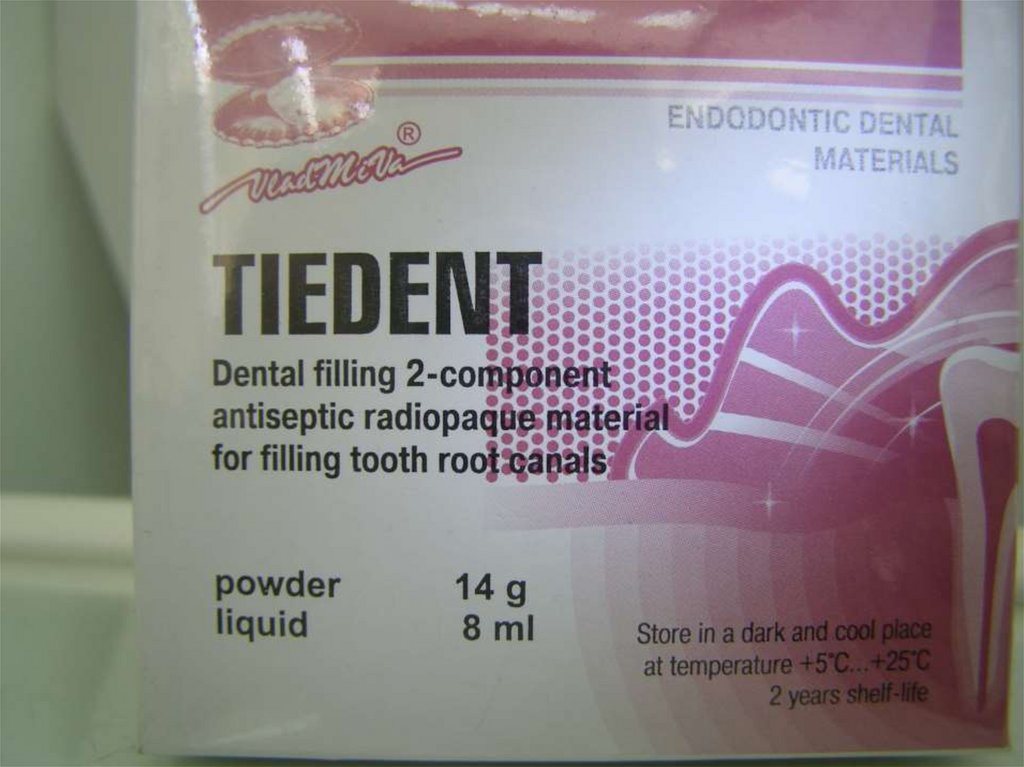 ENDODONTIC DENTAL
MATERIALS
VladMiVa®
TIEDENT
Dental filling 2-component
antiseptic radiopaque material
for filling tooth root canals
powder 14 g
liquid 8 ml
Store in a dark and cool place
at temperature +5°C...+25°C
2 years shelf-life